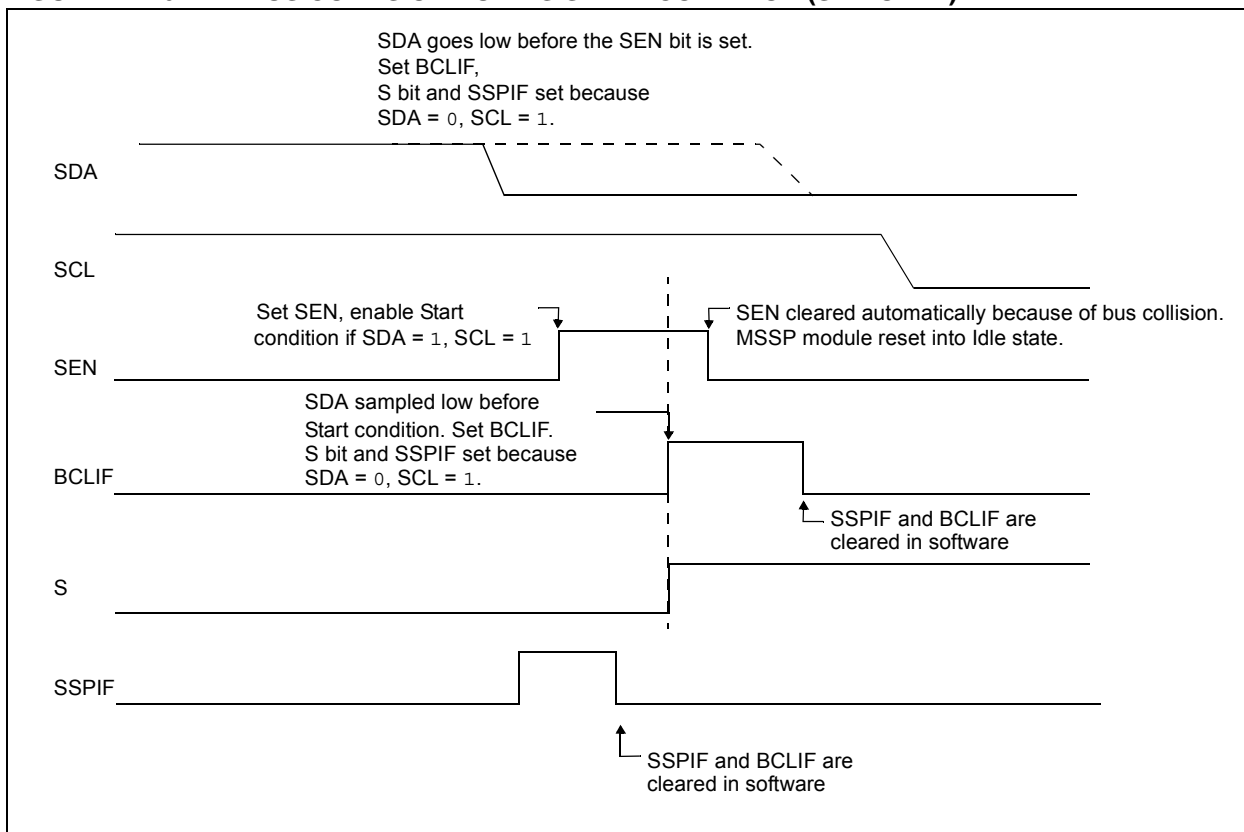 SDA goes low before the SEN bit is set.
Set BCLIF,
S bit and SSPIF set because
SDA = 0, SCL = 1.
SDA
SCL
Set SEN, enable Start
condition if SDA = 1, SCL = 1
SEN cleared automatically because of bus collision.
MSSP module reset into Idle state.
SEN
SDA sampled low before
Start condition. Set BCLIF.
S bit and SSPIF set because
SDA = 0, SCL = 1.
BCLIF
SSPIF and BCLIF are
cleared in software
S
SSPIF
SSPIF and BCLIF are
cleared in software